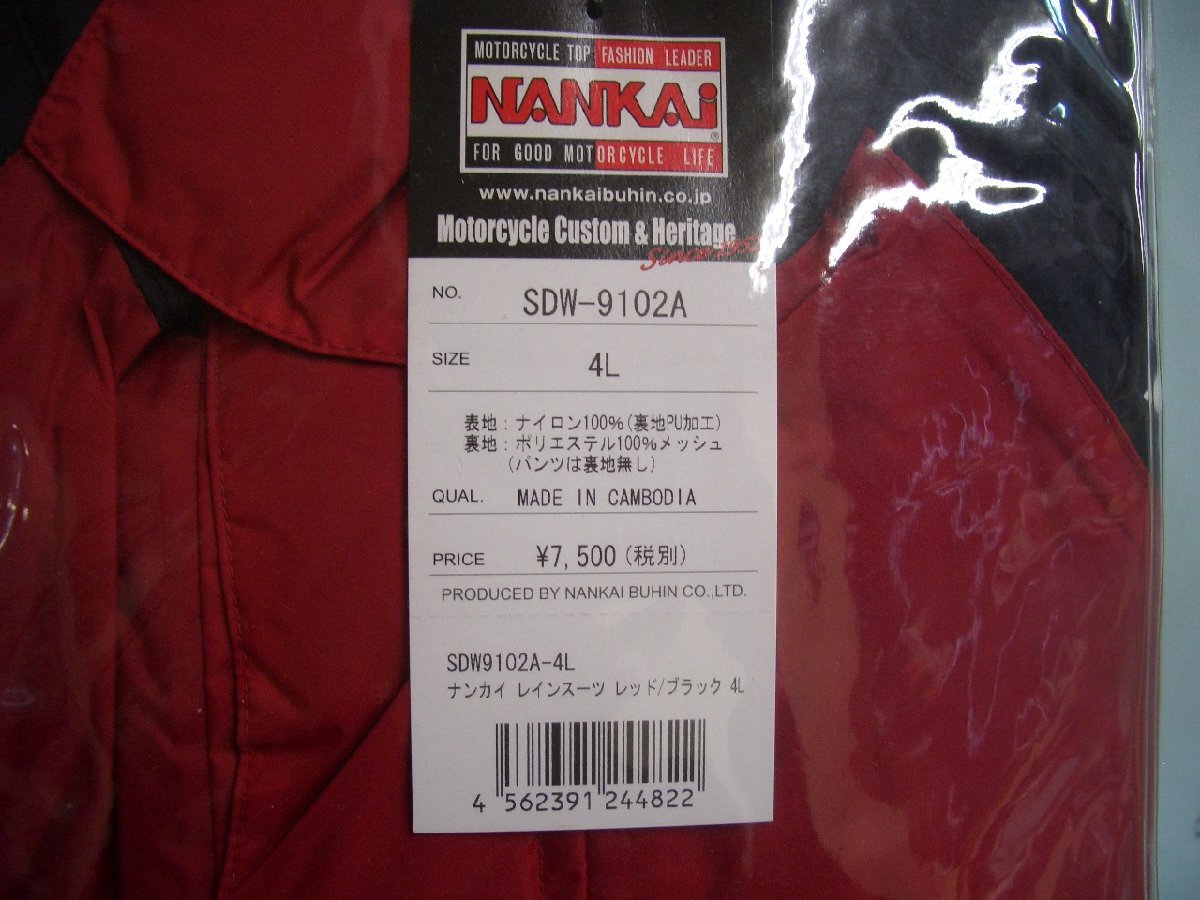 MOTORCYCLE TOP FASHION LEADER
NANKAi®
FOR GOOD MOTORCYCLE LIFE
www.nankaibuhin.co.jp
Motorcycle Custom & Heritage
Since
NO. SDW-9102A
SIZE 4L
表地:ナイロン100%(裏地PU加工)
裏地:ポリエステル100%メッシュ
(パンツは裏地無し)
QUAL. MADE IN CAMBODIA
PRICE ¥7,500(税別)
PRODUCED BY NANKAI BUHIN CO.,LTD.
SDW9102A-4L
ナンカイ レインスーツ レッド/ブラック 4L
4 562391 244822